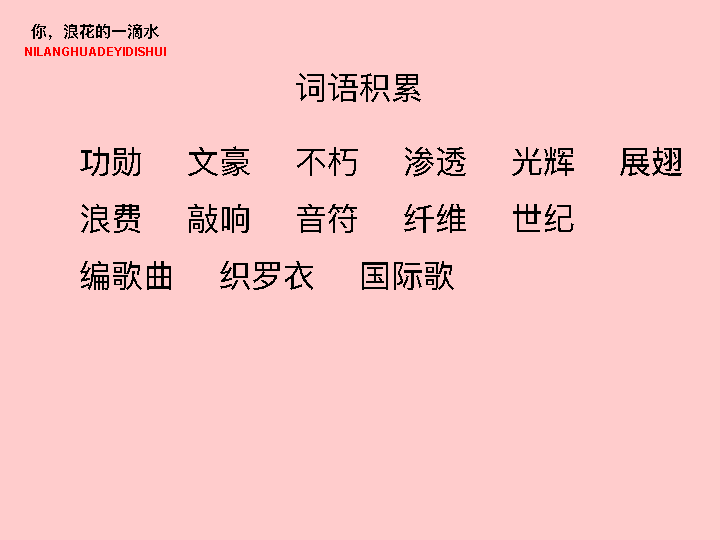 你，浪花的一滴水
NILANGHUADEYIDISHUI
词语积累
功勋 文豪 不朽 渗透 光辉 展翅
浪费 敲响 音符 纤维 世纪
编歌曲 织罗衣 国际歌